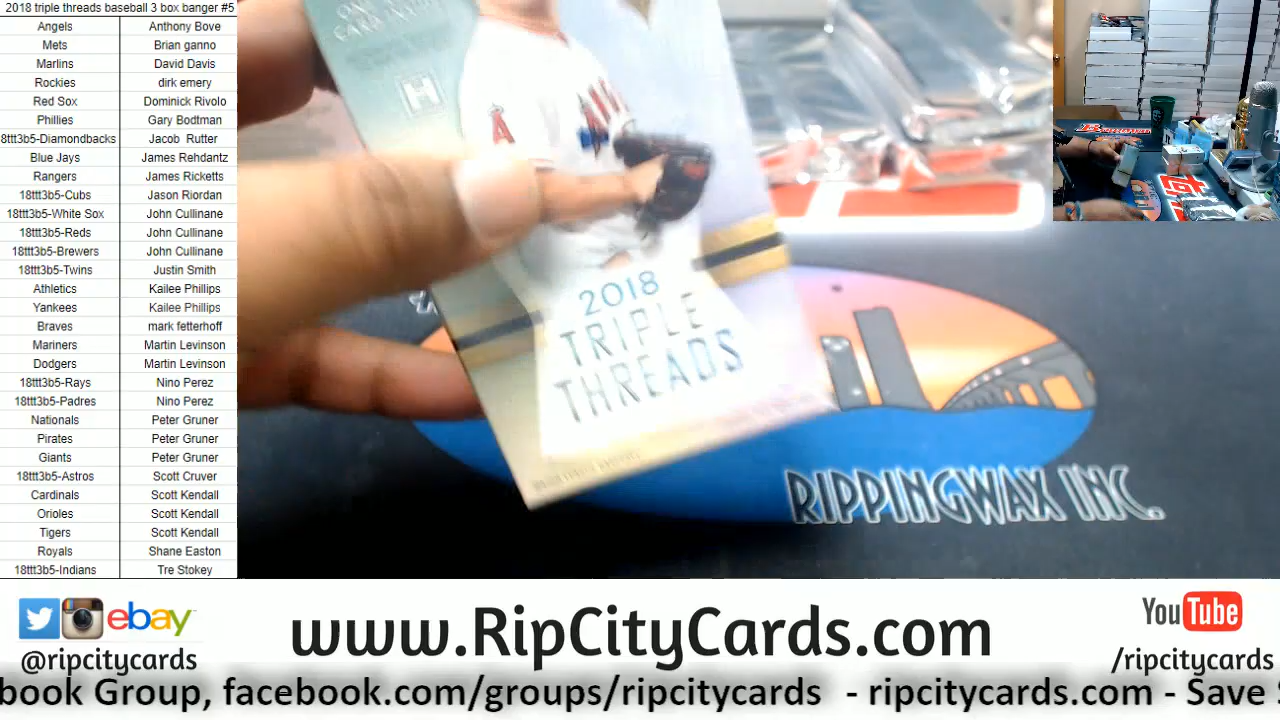 2018 triple threads baseball 3 box banger #5
Angels Anthony Bove
Mets Brian ganno
Marlins David Davis
Rockies dirk emery
Red Sox Dominick Rivolo
Phillies Gary Bodtman
8ttt3b5-Diamondbacks Jacob Rutter
Blue Jays James Rehdantz
Rangers James Ricketts
18ttt3b5-Cubs Jason Riordan
18ttt3b5-White Sox John Cullinane
18ttt3b5-Reds John Cullinane
18ttt3b5-Brewers John Cullinane
18ttt3b5-Twins Justin Smith
Athletics Kailee Phillips
Yankees Kailee Phillips
Braves mark fetterhoff
Mariners Martin Levinson
Dodgers Martin Levinson
18ttt3b5-Rays Nino Perez
18ttt3b5-Padres Nino Perez
Nationals Peter Gruner
Pirates Peter Gruner
Giants Peter Gruner
18ttt3b5-Astros Scott Cruver
Cardinals Scott Kendall
Orioles Scott Kendall
Tigers Scott Kendall
Royals Shane Easton
18ttt3b5-Indians Tre Stokey
H
A
2018
TRIPLE
THREADS
RIPPINGWAX INC.
ebay
@ripcitycards
www.RipCityCards.com
YouTube
/ripcitycards
book Group, facebook.com/groups/ripcitycards - ripcitycards.com - Save